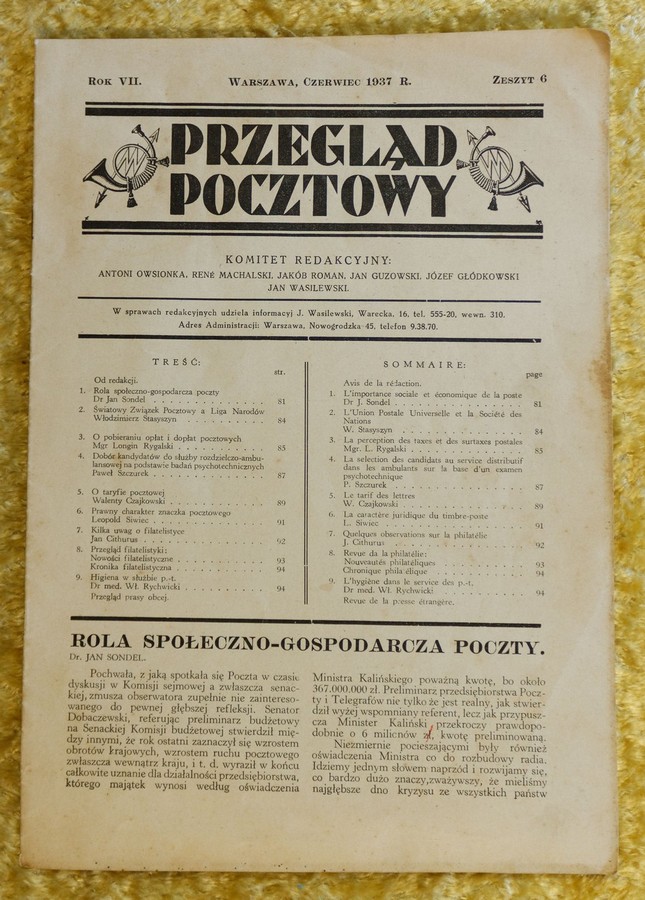 Rok VII.
Warszawa, Czerwiec 1937 R.
Zeszyt 6
PRZEGLĄD
POCZTOWY
KOMITET REDAKCYJNY:
ANTONI OWSIONKA, RENÉ MACHALSKI, JAKÓB ROMAN, JAN GUZOWSKI, JÓZEF GŁÓDKOWSKI
JAN WASILEWSKI.
W sprawach redakcyjnych udziela informacyj J. Wasilewski, Warecka, 16, tel. 555-20, wewn. 310.
Adres Administracji: Warszawa, Nowogrodzka 45, telefon 9.38.70.
TREŚĆ:
str.
Od redakcji.
1. Rola społeczno-gospodarcza poczty
Dr Jan Sondel . . . . . . . . . . . 81
2. Światowy Związek Pocztowy a Liga Narodów
Włodzimierz Stasyszyn . . . . . . . . 84
3. O pobieraniu opłat i dopłat pocztowych
Mgr Longin Rygalski . . . . . . . . . 85
4. Dobór kandydatów do służby rozdzielczo-ambu-
lansowej na podstawie badań psychotechnicznych
Paweł Szczurek . . . . . . . . . . . 87
5. O taryfie pocztowej
Walenty Czajkowski . . . . . . . . . 89
6. Prawny charakter znaczka pocztowego
Leopold Siwiec . . . . . . . . . . . 91
7. Kilka uwag o filatelistyce
Jan Cithurus . . . . . . . . . . . . 92
8. Przegląd filatelistyki:
Nowości filatelistyczne . . . . . . . . 93
Kronika filatelistyczna . . . . . . . . 94
9. Higiena w służbie p.-t.
Dr med. Wł. Rychwicki . . . . . . . . 94
Przegląd prasy obcej.
SOMMAIRE:
page
Avis de la rédaction.
1. L'importance sociale et économique de la poste
Dr J. Sondel . . . . . . . . . . . . 81
2. L'Union Postale Universelle et la Société des
Nations
W. Stasyszyn . . . . . . . . . . . . 84
3. La perception des taxes et des surtaxes postales
Mgr. L. Rygalski . . . . . . . . . . 85
4. La selection des candidats au service distributif
dans les ambulants sur la base d'un examen
psychotechnique
P. Szczurek . . . . . . . . . . . . 87
5. Le tarif des lettres
W. Czajkowski . . . . . . . . . . . 89
6. La caractère juridique du timbre-poste
L. Siwiec . . . . . . . . . . . . . 91
7. Quelques observations sur la philatélie
J. Cithurus . . . . . . . . . . . . 92
8. Revue da la philatélie:
Nouveautés philatéliques . . . . . . . 93
Chronique philatélique . . . . . . . . 94
9. L'hygiène dans le service des p.-t.
Dr med. Wł. Rychwicki . . . . . . . . 94
Revue de la presse étrangère.
ROLA SPOŁECZNO-GOSPODARCZA POCZTY.
Dr. JAN SONDEL.
Pochwała, z jaką spotkała się Poczta w czasie
dyskusji w Komisji sejmowej a zwłaszcza senac-
kiej, zmusza obserwatora zupełnie nie zaintereso-
wanego do pewnej głębszej refleksji. Senator
Dobaczewski, referując preliminarz budżetowy
na Senackiej Komisji budżetowej stwierdził mię-
dzy innymi, że rok ostatni zaznaczył się wzrostem
obrotów krajowych, wzrostem ruchu pocztowego
zwłaszcza wewnątrz kraju, i t. d. wyraził w końcu
całkowite uznanie dla działalności przedsiębiorstwa,
którego majątek wynosi według oświadczenia
Ministra Kalińskiego poważną kwotę, bo około
367.000.000 zł. Preliminarz przedsiębiorstwa Pocz-
ty i Telegrafów nie tylko że jest realny, jak stwier-
dził wyżej wspomniany referent, lecz jak przypusz-
cza Minister Kaliński przekroczy prawdopo-
dobnie o 6 milionów zł, kwotę preliminowaną.
Niezmiernie pocieszającymi były również
oświadczenia Ministra co do rozbudowy radia.
Idziemy jednym słowem naprzód i rozwijamy się,
co bardzo dużo znaczy, zważywszy, że mieliśmy
najgłębsze dno kryzysu ze wszystkich państw